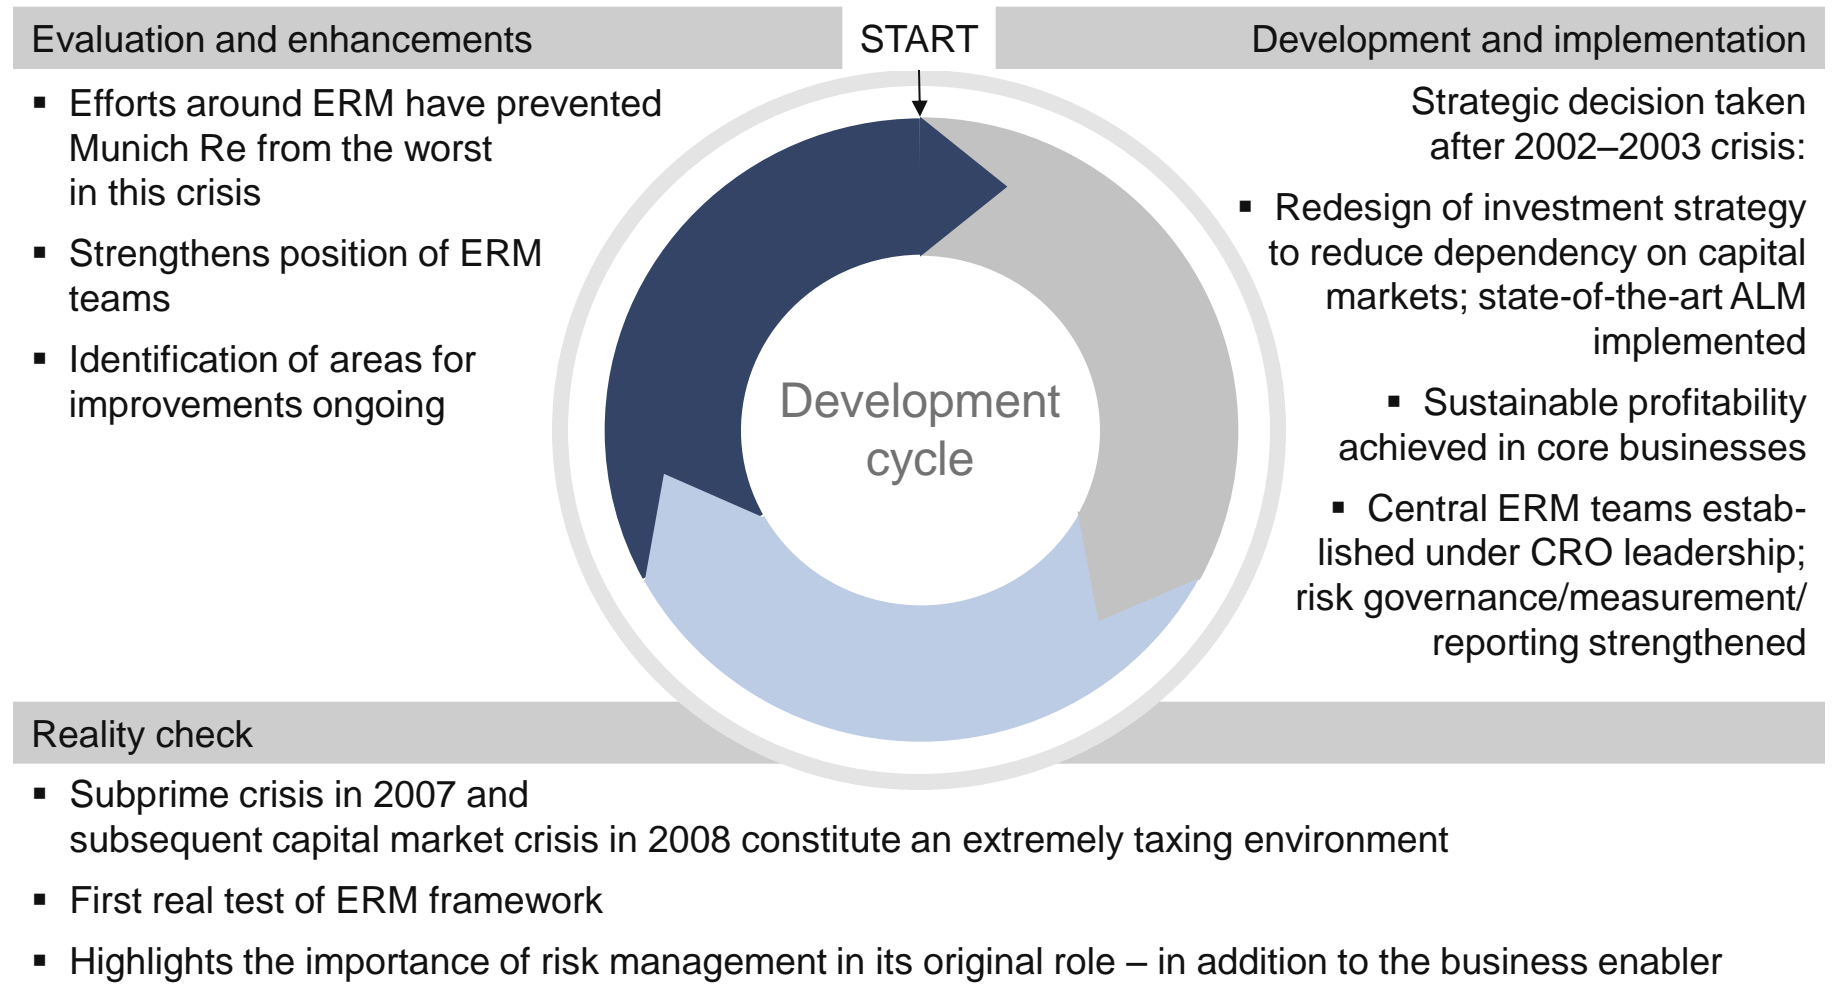 Evaluation and enhancements
START
Development and implementation
▪ Efforts around ERM have prevented
Munich Re from the worst
in this crisis
▪ Strengthens position of ERM
teams
▪ Identification of areas for
improvements ongoing
Development
cycle
Strategic decision taken
after 2002–2003 crisis:
▪ Redesign of investment strategy
to reduce dependency on capital
markets; state-of-the-art ALM
implemented
▪ Sustainable profitability
achieved in core businesses
▪ Central ERM teams estab-
lished under CRO leadership;
risk governance/measurement/
reporting strengthened
Reality check
▪ Subprime crisis in 2007 and
subsequent capital market crisis in 2008 constitute an extremely taxing environment
▪ First real test of ERM framework
▪ Highlights the importance of risk management in its original role – in addition to the business enabler